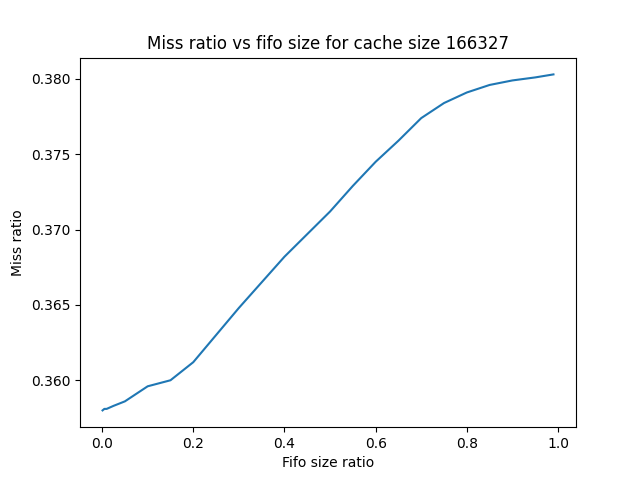 Miss ratio vs fifo size for cache size 166327
0.380
0.375
0.370
0.365
0.360
Miss ratio
0.0 0.2 0.4 0.6 0.8 1.0
Fifo size ratio